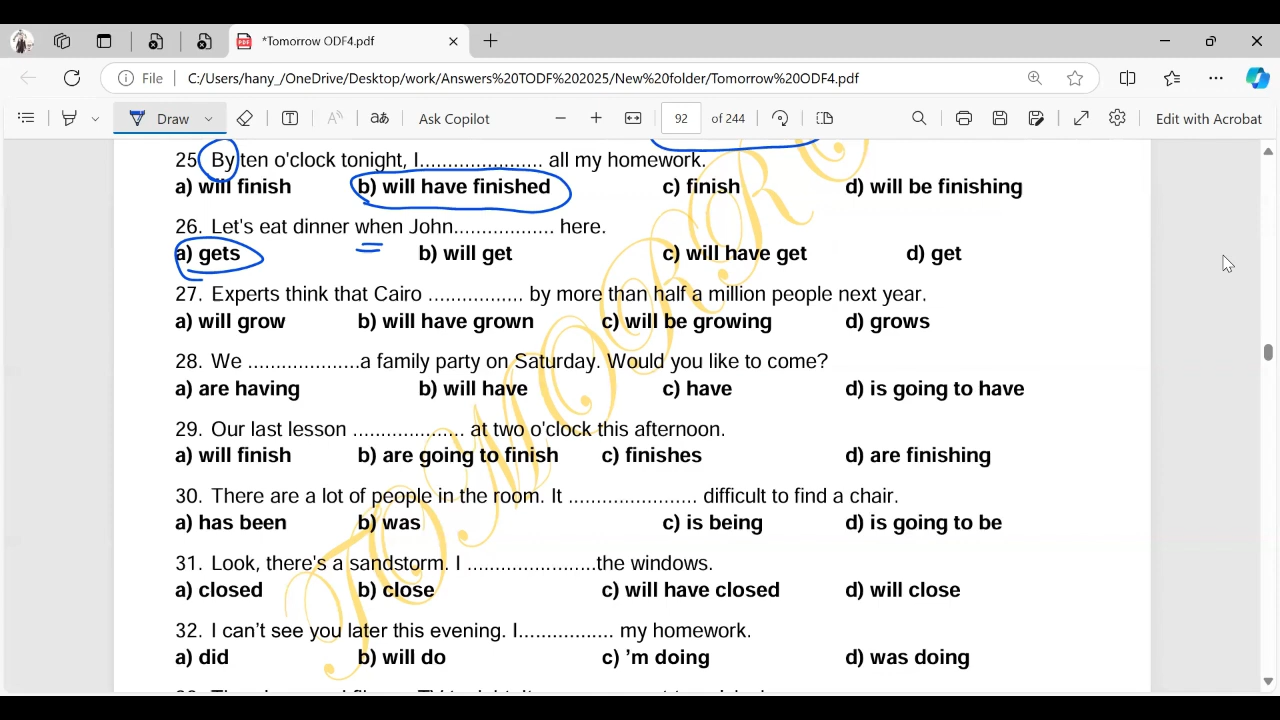 *Tomorrow ODF4.pdf
File C:/Users/hany_/OneDrive/Desktop/work/Answers%20TODF%202025/New%20folder/Tomorrow%20ODF4.pdf
Draw Ask Copilot 92 of 244 Edit with Acrobat
25. By ten o'clock tonight, I...................... all my homework.
a) will finish b) will have finished c) finish d) will be finishing
26. Let's eat dinner when John.................. here.
a) gets b) will get c) will have get d) get
27. Experts think that Cairo ................. by more than half a million people next year.
a) will grow b) will have grown c) will be growing d) grows
28. We ....................a family party on Saturday. Would you like to come?
a) are having b) will have c) have d) is going to have
29. Our last lesson .................... at two o'clock this afternoon.
a) will finish b) are going to finish c) finishes d) are finishing
30. There are a lot of people in the room. It ....................... difficult to find a chair.
a) has been b) was c) is being d) is going to be
31. Look, there's a sandstorm. I .......................the windows.
a) closed b) close c) will have closed d) will close
32. I can’t see you later this evening. I................. my homework.
a) did b) will do c) ’m doing d) was doing
TOMORROW